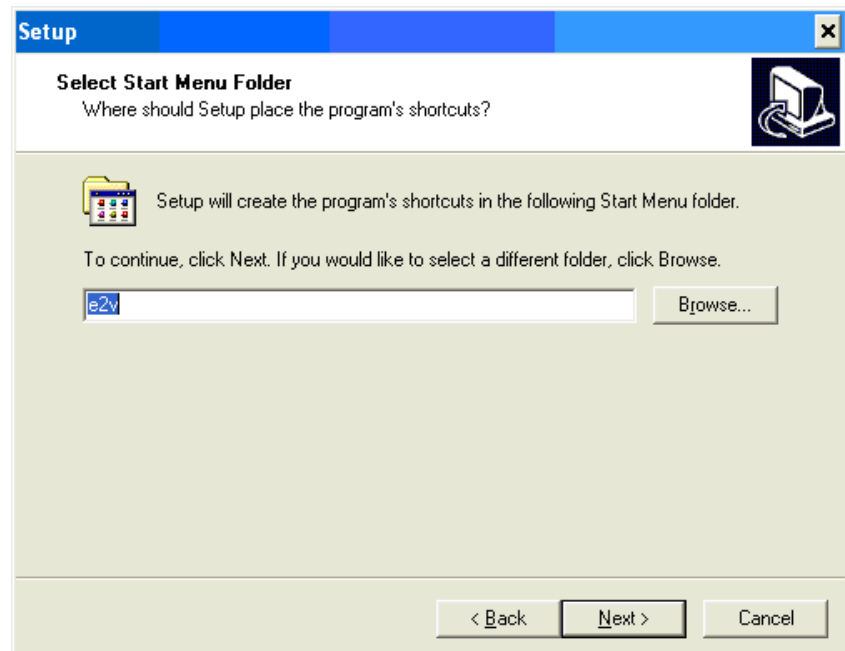 Setup
Select Start Menu Folder
Where should Setup place the program's shortcuts?
Setup will create the program's shortcuts in the following Start Menu folder.
To continue, click Next. If you would like to select a different folder, click Browse.
e2v
Browse...
< Back
Next >
Cancel